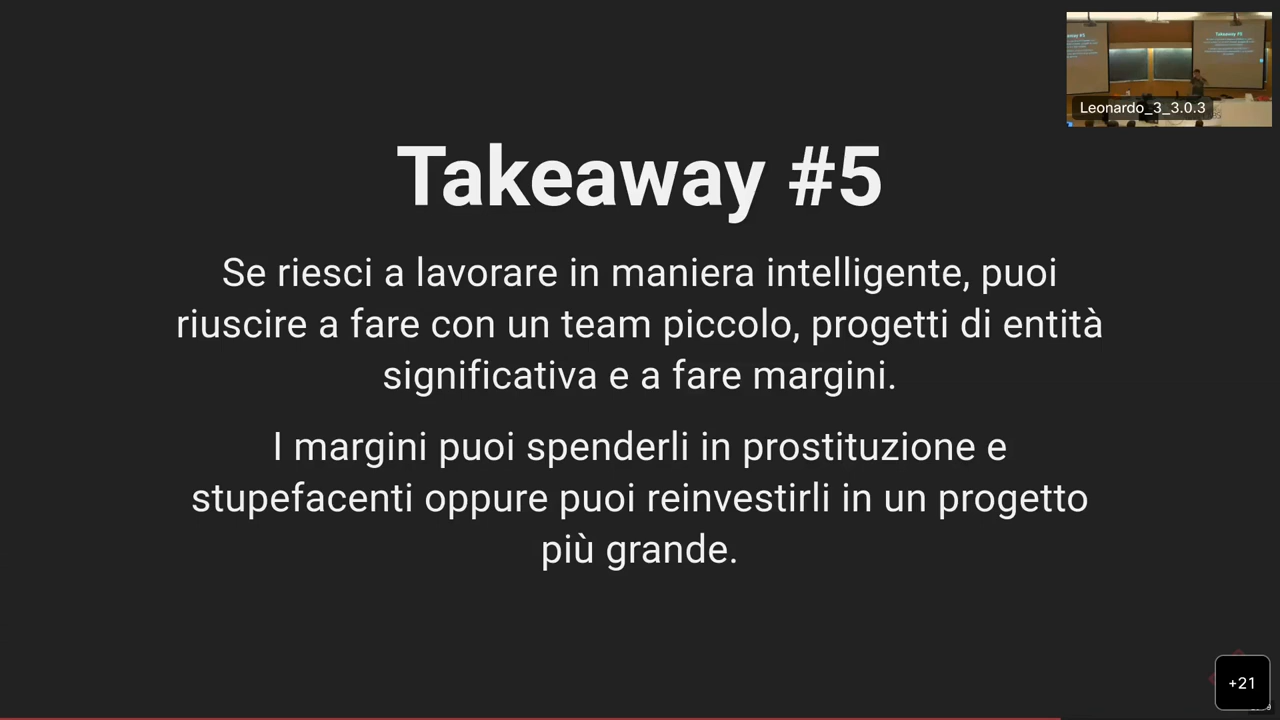 Takeaway #5
Leonardo_3_3.0.3
Takeaway #5
Se riesci a lavorare in maniera intelligente, puoi
riuscire a fare con un team piccolo, progetti di entità
significativa e a fare margini.
I margini puoi spenderli in prostituzione e
stupefacenti oppure puoi reinvestirli in un progetto
più grande.
+21